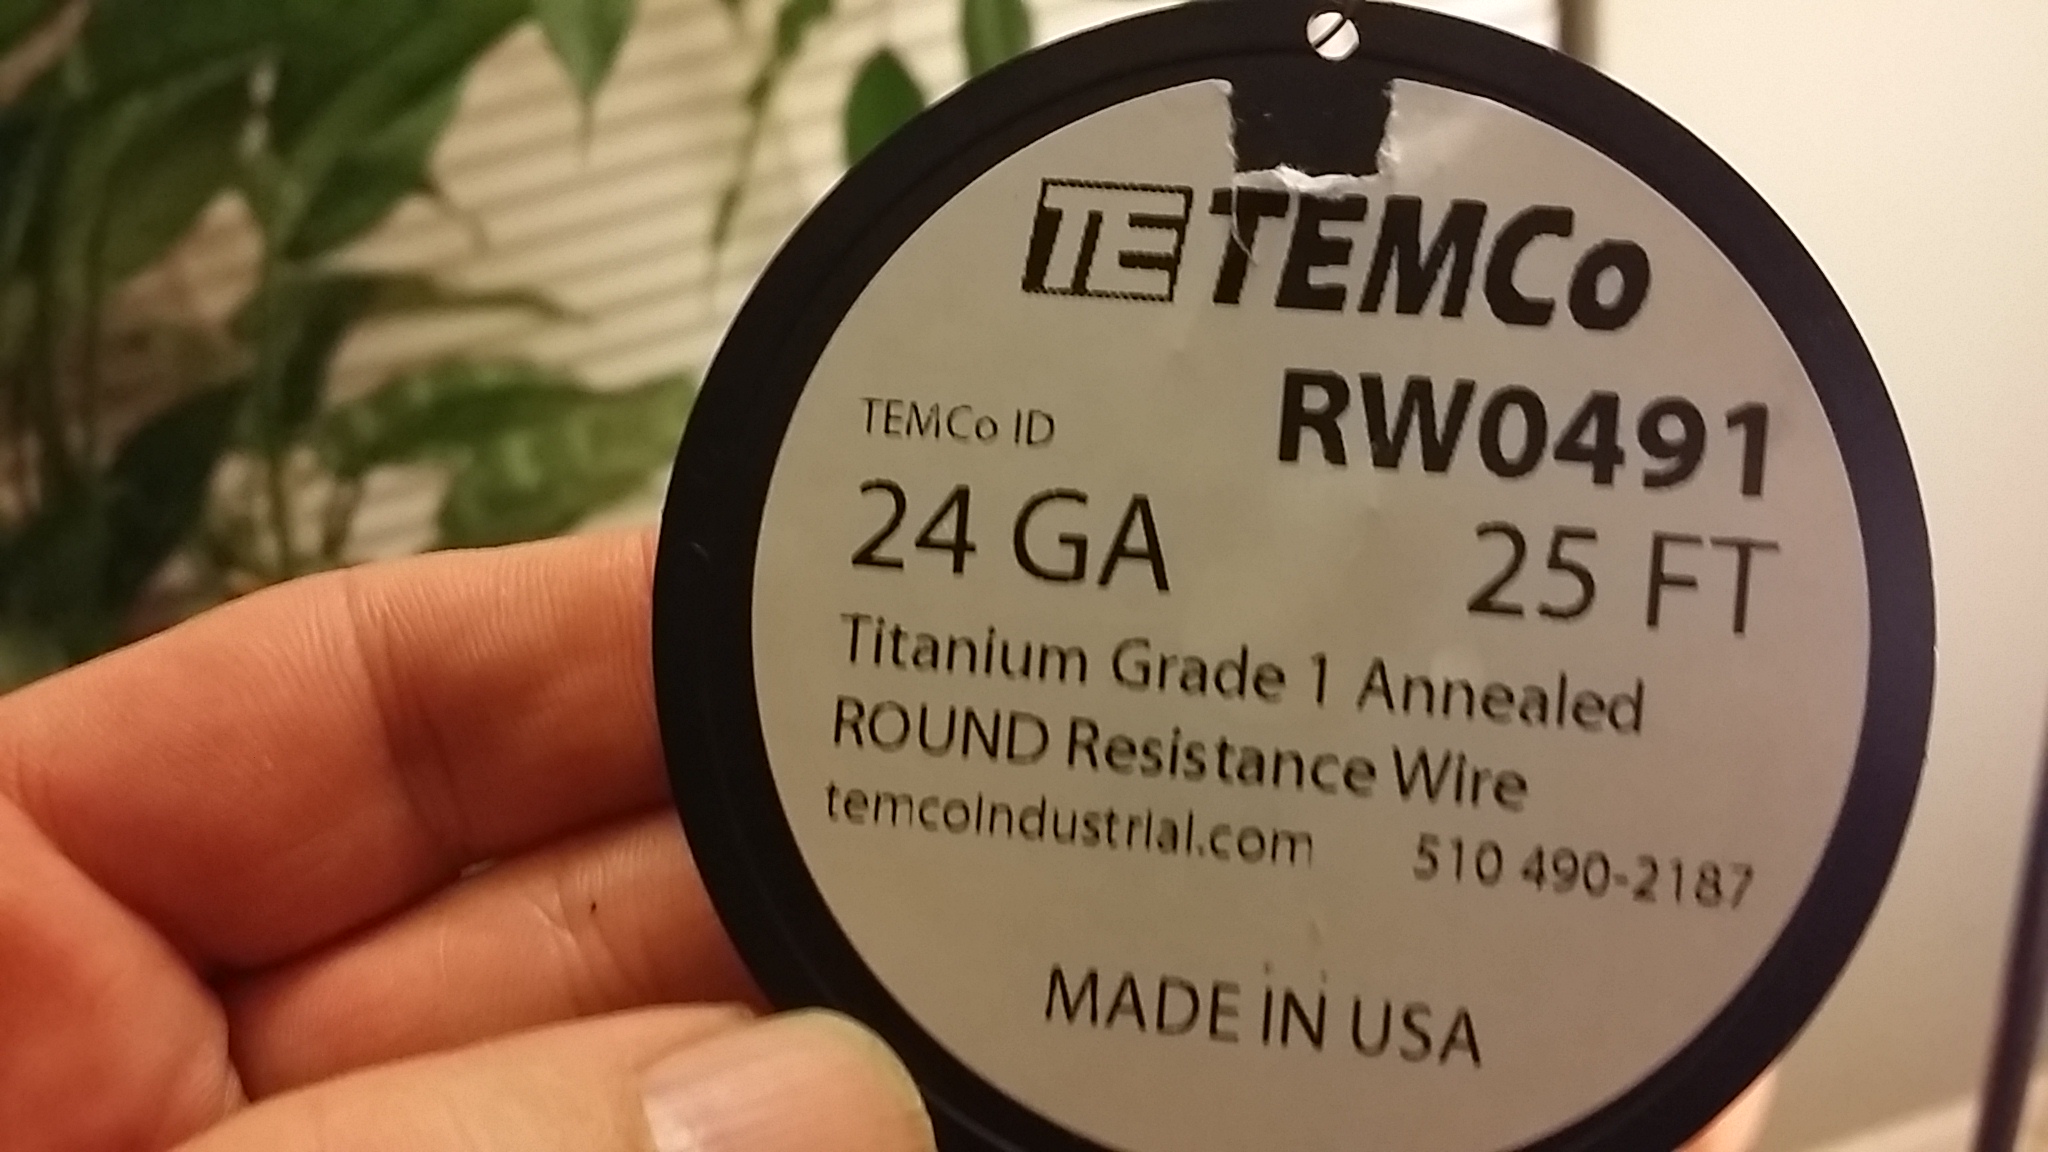 TE TEMCo
TEMCo ID RW0491
24 GA 25 FT
Titanium Grade 1 Annealed
ROUND Resistance Wire
temcoindustrial.com 510 490-2187
MADE IN USA